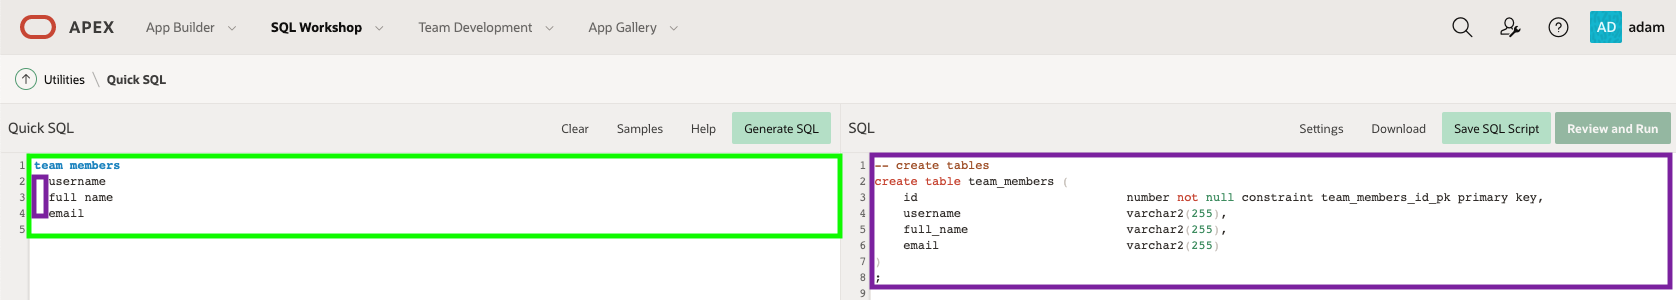 APEX App Builder SQL Workshop Team Development App Gallery AD adam
Utilities \ Quick SQL
Quick SQL Clear Samples Help Generate SQL
1 team members
2 username
3 full name
4 email
5
SQL Settings Download Save SQL Script Review and Run
1 -- create tables
2 create table team_members (
3 id number not null constraint team_members_id_pk primary key,
4 username varchar2(255),
5 full_name varchar2(255),
6 email varchar2(255)
7 )
8 ;
9